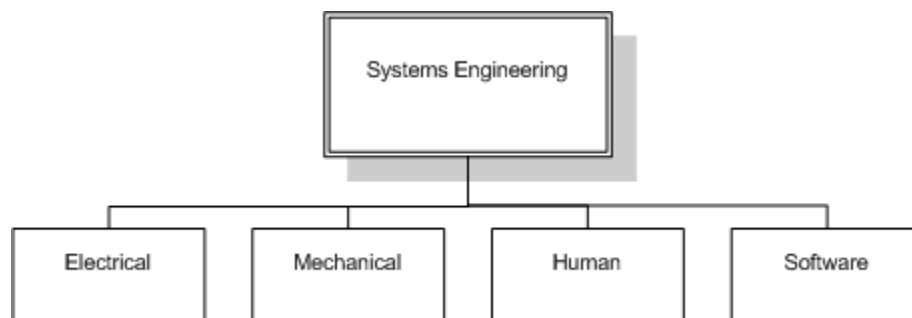 Systems Engineering
Electrical
Mechanical
Human
Software